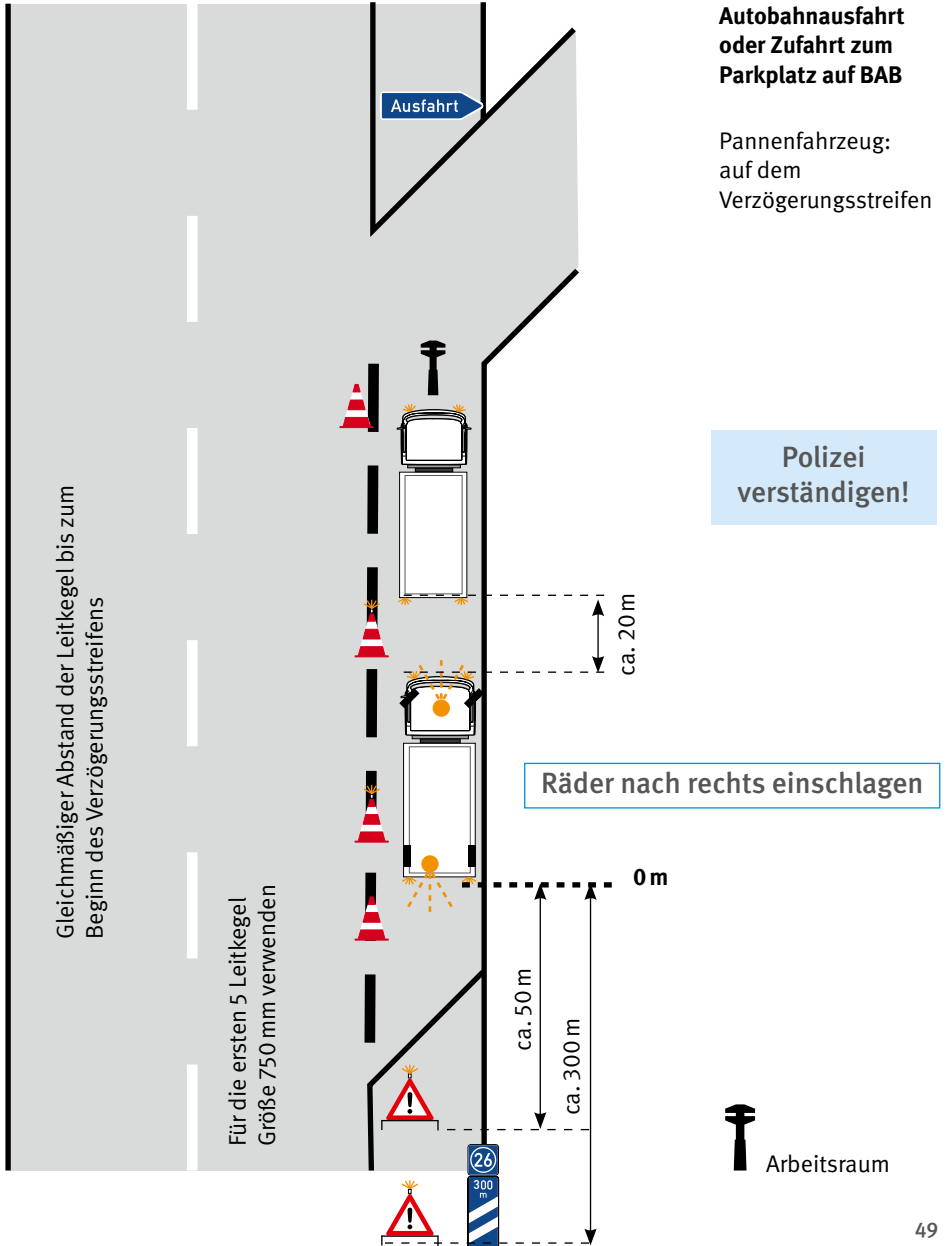 Autobahnausfahrt
oder Zufahrt zum
Parkplatz auf BAB
Pannenfahrzeug:
auf dem
Verzögerungsstreifen
Ausfahrt
Polizei
verständigen!
Gleichmäßiger Abstand der Leitkegel bis zum
Beginn des Verzögerungsstreifens
ca. 20 m
Räder nach rechts einschlagen
0 m
Für die ersten 5 Leitkegel
Größe 750 mm verwenden
ca. 50 m
ca. 300 m
26
300
m
Arbeitsraum
49